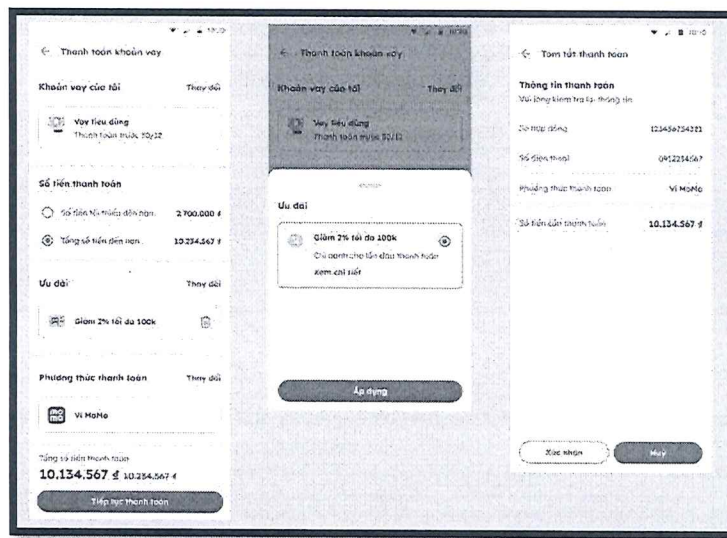 10:10
Thanh toán khoản vay
Khoản vay của tôi Thay đổi
Vay tiêu dùng
Thanh toán trước 30/12
Số tiền thanh toán
Số tiền tối thiểu đến hạn 2.700.000 đ
Tổng số tiền đến hạn 10.234.567 đ
Ưu đãi Thay đổi
Giảm 2% tối đa 100k
Phương thức thanh toán Thay đổi
momo
Ví MoMo
Tổng số tiền thanh toán
10.134.567 đ 10.234.567 đ
Tiếp tục thanh toán
Thanh toán khoản vay
Khoản vay của tôi Thay đổi
Vay tiêu dùng
Thanh toán trước 30/12
Ưu đãi
Giảm 2% tối đa 100k
Chỉ dành cho lần đầu thanh toán
Xem chi tiết
Áp dụng
10:10
Tóm tắt thanh toán
Thông tin thanh toán
Vui lòng kiểm tra lại thông tin
Số hợp đồng 123456754321
Số điện thoại 0912234567
Phương thức thanh toán Ví MoMo
Số tiền cần thanh toán 10.134.567 đ
Xác nhận Huỷ